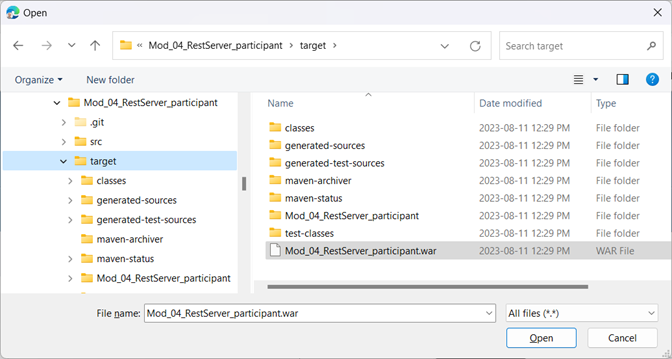 Open
« Mod_04_RestServer_participant › target ›
Search target
Organize
New folder
?
Mod_04_RestServer_participant
.git
src
target
classes
generated-sources
generated-test-sources
maven-archiver
maven-status
Mod_04_RestServer_participant
Name Date modified Type
classes 2023-08-11 12:29 PM File folder
generated-sources 2023-08-11 12:29 PM File folder
generated-test-sources 2023-08-11 12:29 PM File folder
maven-archiver 2023-08-11 12:29 PM File folder
maven-status 2023-08-11 12:29 PM File folder
Mod_04_RestServer_participant 2023-08-11 12:29 PM File folder
test-classes 2023-08-11 12:29 PM File folder
Mod_04_RestServer_participant.war 2023-08-11 12:29 PM WAR File
File name: Mod_04_RestServer_participant.war All files (*.*)
Open Cancel